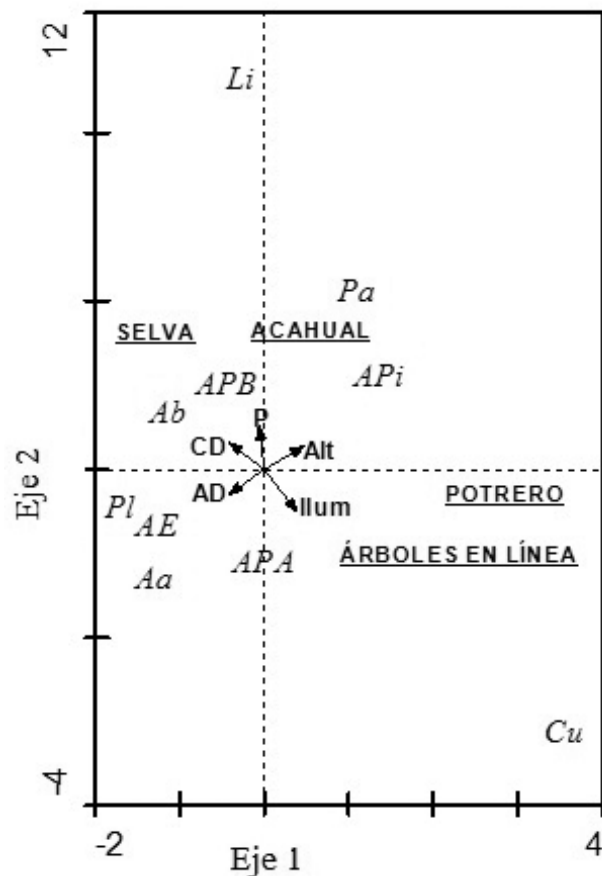 12
Li
Pa
SELVA ACAHUAL
APB APi
Ab P
CD Alt
Eje 2
AD Ilum POTRERO
Pl
AE
APA ÁRBOLES EN LÍNEA
Aa
Cu
-4
-2 4
Eje 1